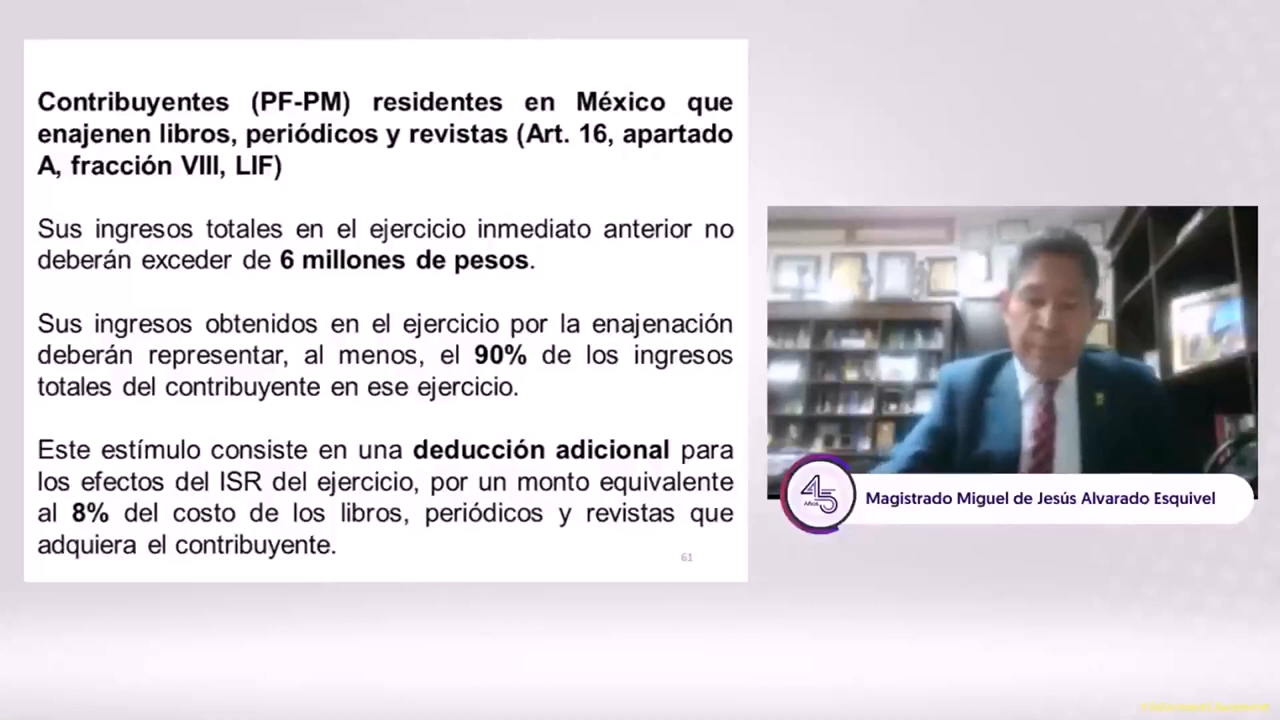 Contribuyentes (PF-PM) residentes en México que
enajenen libros, periódicos y revistas (Art. 16, apartado
A, fracción VIII, LIF)
Sus ingresos totales en el ejercicio inmediato anterior no
deberán exceder de 6 millones de pesos.
Sus ingresos obtenidos en el ejercicio por la enajenación
deberán representar, al menos, el 90% de los ingresos
totales del contribuyente en ese ejercicio.
Este estímulo consiste en una deducción adicional para
los efectos del ISR del ejercicio, por un monto equivalente
al 8% del costo de los libros, periódicos y revistas que
adquiera el contribuyente.
61
45
Años
Magistrado Miguel de Jesús Alvarado Esquivel